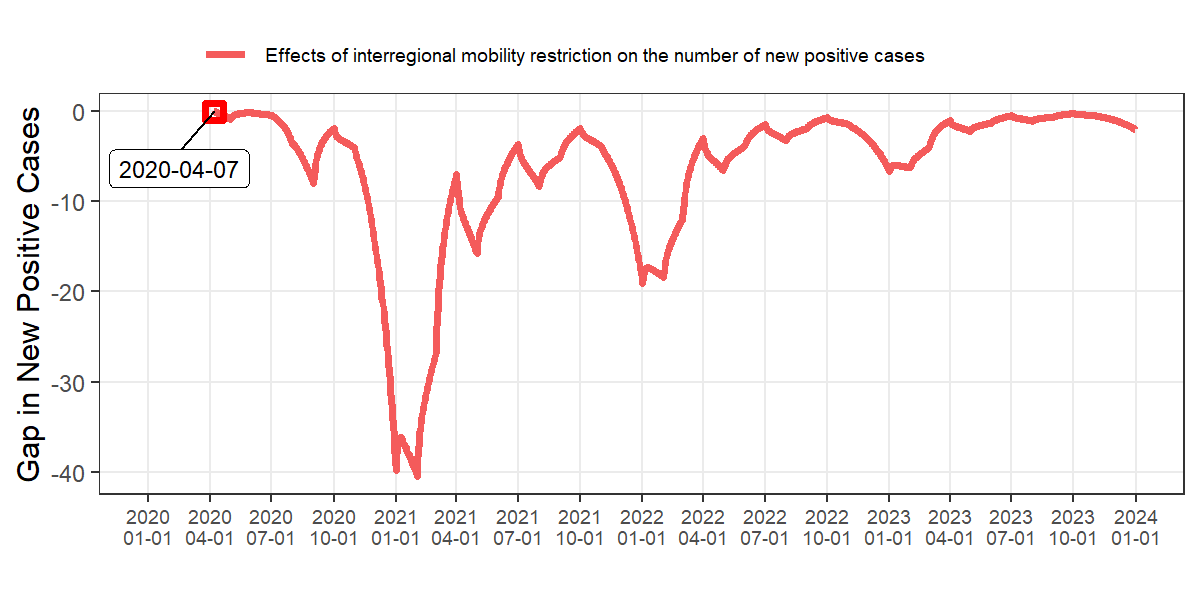 Effects of interregional mobility restriction on the number of new positive cases
Gap in New Positive Cases
0
-10
-20
-30
-40
2020-04-07
2020 2020 2020 2020 2021 2021 2021 2021 2022 2022 2022 2022 2023 2023 2023 2023 2024
01-01 04-01 07-01 10-01 01-01 04-01 07-01 10-01 01-01 04-01 07-01 10-01 01-01 04-01 07-01 10-01 01-01